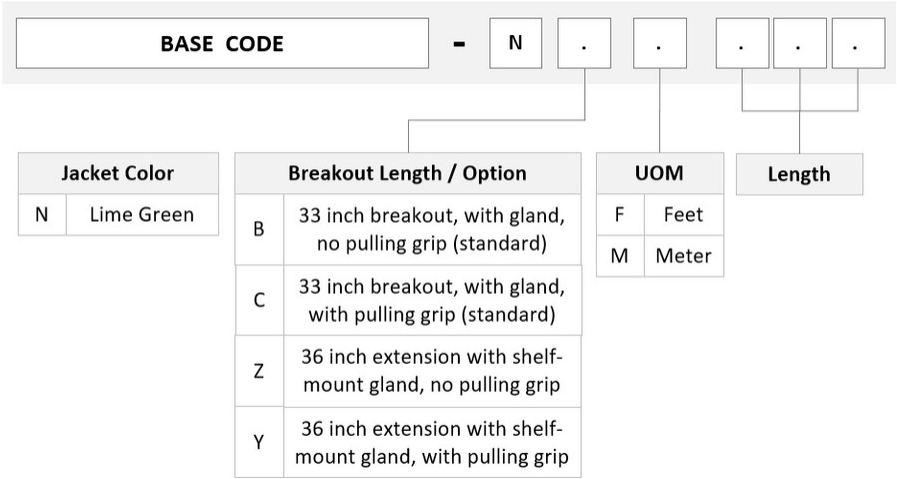 BASE CODE - N . . . . .
Jacket Color
N Lime Green
Breakout Length / Option
B 33 inch breakout, with gland,
no pulling grip (standard)
C 33 inch breakout, with gland,
with pulling grip (standard)
Z 36 inch extension with shelf-
mount gland, no pulling grip
Y 36 inch extension with shelf-
mount gland, with pulling grip
UOM
F Feet
M Meter
Length